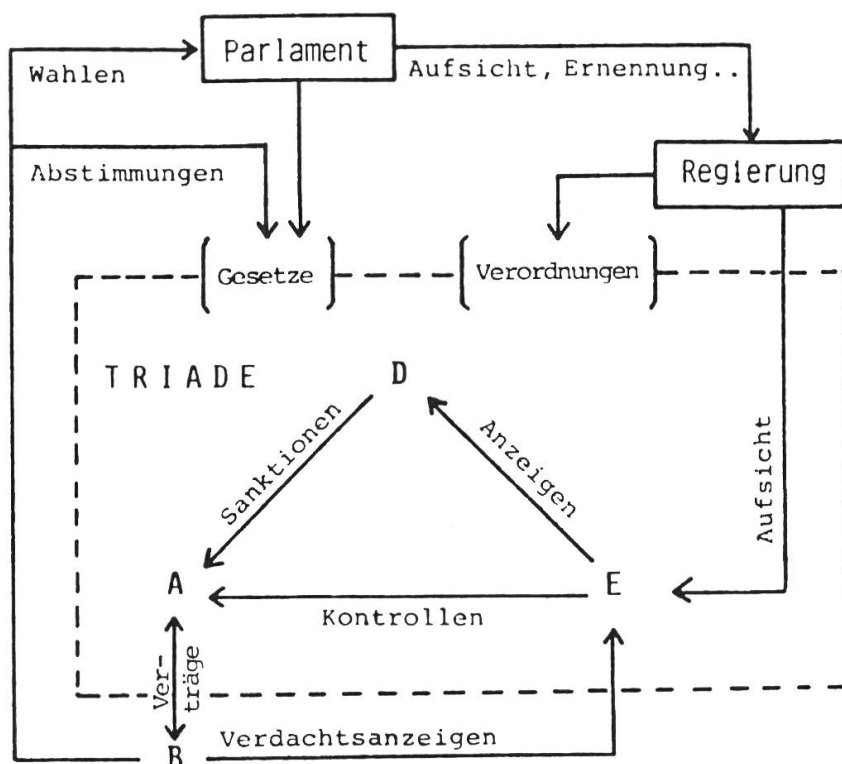 Parlament
Wahlen
Aufsicht, Ernennung..
Abstimmungen
Regierung
Gesetze
Verordnungen
TRIADE
D
Sanktionen
Anzeigen
Aufsicht
A
E
Kontrollen
Ver-
träge
B
Verdachtsanzeigen